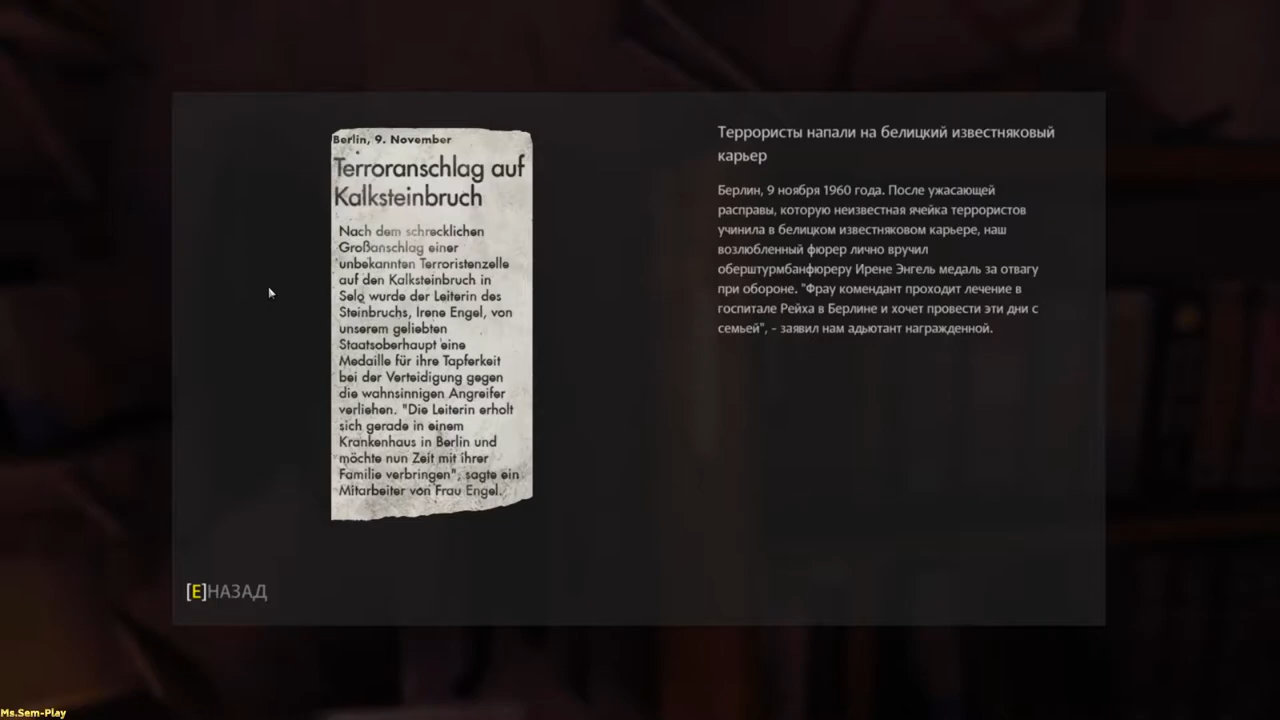 Berlin, 9. November
Terroranschlag auf
Kalksteinbruch
Nach dem schrecklichen
Großanschlag einer
unbekannten Terroristenzelle
auf den Kalksteinbruch in
Selo wurde der Leiterin des
Steinbruchs, Irene Engel, von
unserem geliebten
Staatsoberhaupt eine
Medaille für ihre Tapferkeit
bei der Verteidigung gegen
die wahnsinnigen Angreifer
verliehen. "Die Leiterin erholt
sich gerade in einem
Krankenhaus in Berlin und
möchte nun Zeit mit ihrer
Familie verbringen", sagte ein
Mitarbeiter von Frau Engel.
Террористы напали на белицкий известняковый
карьер
Берлин, 9 ноября 1960 года. После ужасающей
расправы, которую неизвестная ячейка террористов
учинила в белицком известняковом карьере, наш
возлюбленный фюрер лично вручил
оберштурмбанфюреру Ирене Энгель медаль за отвагу
при обороне. "Фрау комендант проходит лечение в
госпитале Рейха в Берлине и хочет провести эти дни с
семьей", - заявил нам адъютант награжденной.
[E]НАЗАД
Ms.Sem-Play